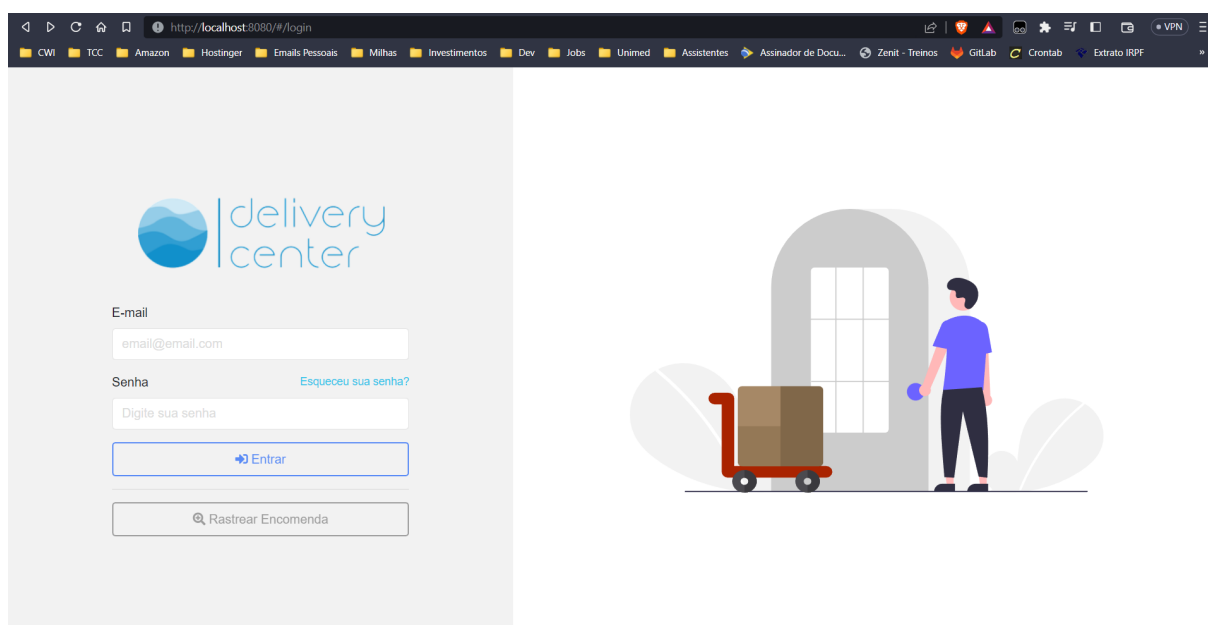 http://localhost:8080/#/login
VPN
CWI TCC Amazon Hostinger Emails Pessoais Milhas Investimentos Dev Jobs Unimed Assistentes Assinador de Docu... Zenit - Treinos GitLab Crontab Extrato IRPF »
delivery
center
E-mail
email@email.com
Senha Esqueceu sua senha?
Digite sua senha
Entrar
Rastrear Encomenda